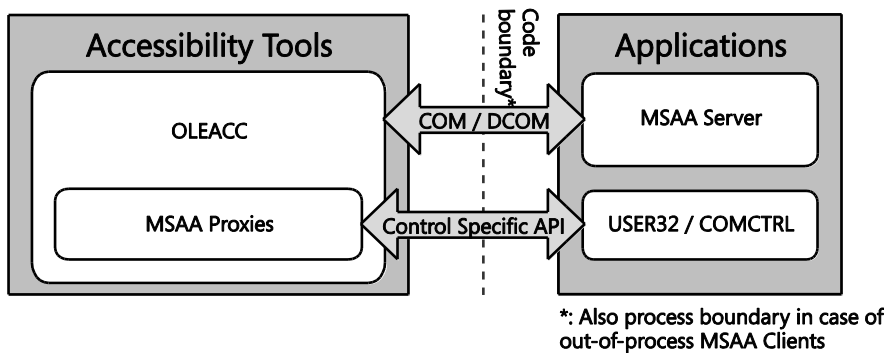 Accessibility Tools
Code
boundary*
Applications
OLEACC
COM / DCOM
MSAA Server
MSAA Proxies
Control Specific API
USER32 / COMCTRL
*: Also process boundary in case of
out-of-process MSAA Clients